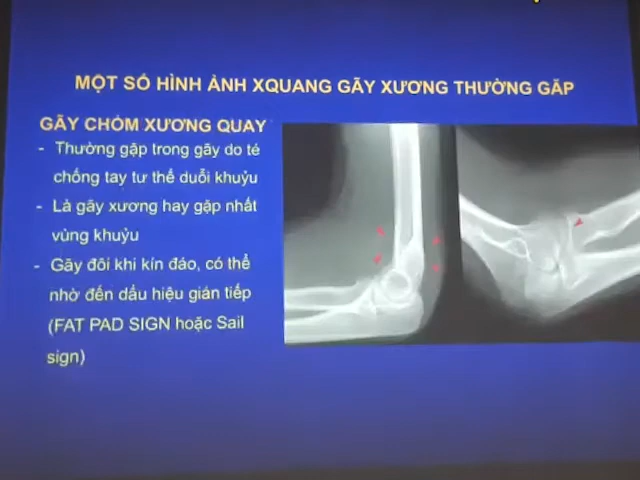 MỘT SỐ HÌNH ẢNH XQUANG GÃY XƯƠNG THƯỜNG GẶP
GÃY CHỎM XƯƠNG QUAY
- Thường gặp trong gãy do té
chống tay tư thế duỗi khuỷu
- Là gãy xương hay gặp nhất
vùng khuỷu
- Gãy đôi khi kín đáo, có thể
nhờ đến dấu hiệu gián tiếp
(FAT PAD SIGN hoặc Sail
sign)